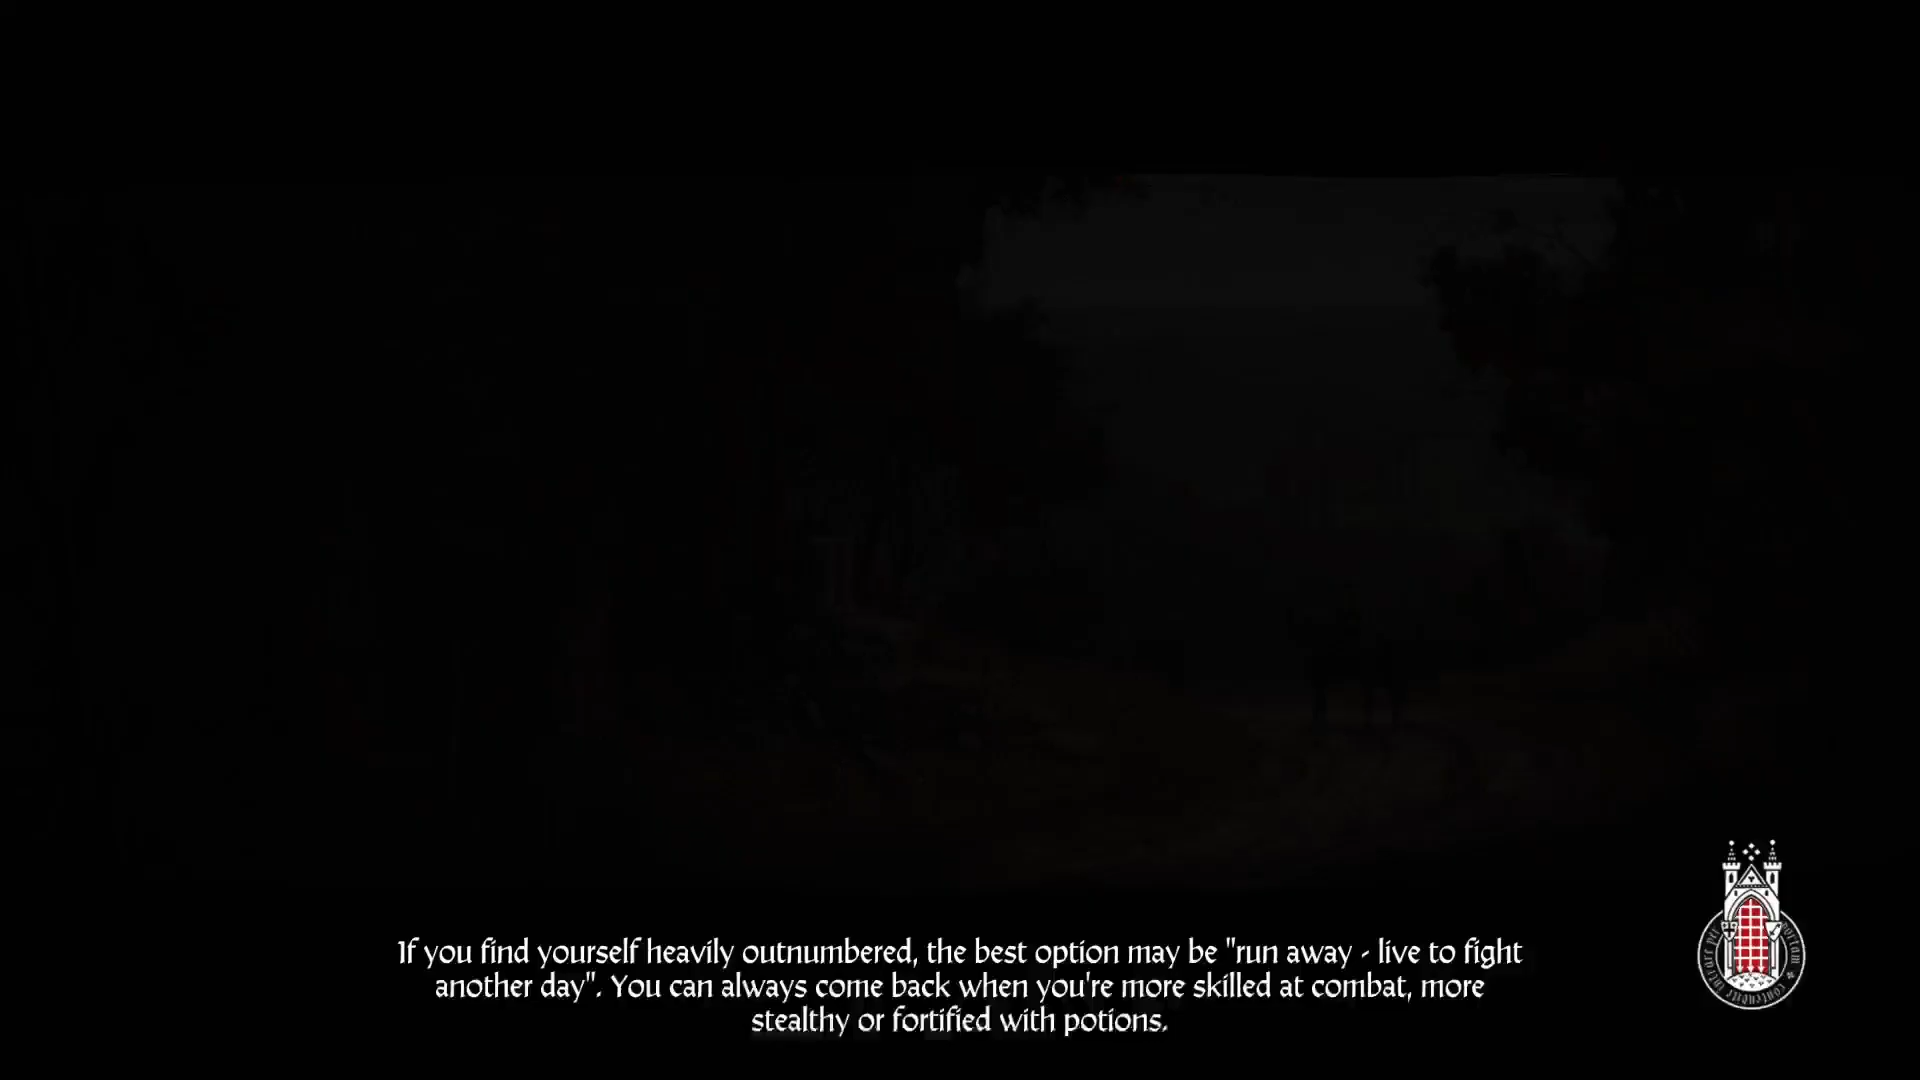 If you find yourself heavily outnumbered, the best option may be "run away - live to fight
another day". You can always come back when you're more skilled at combat, more
stealthy or fortified with potions.